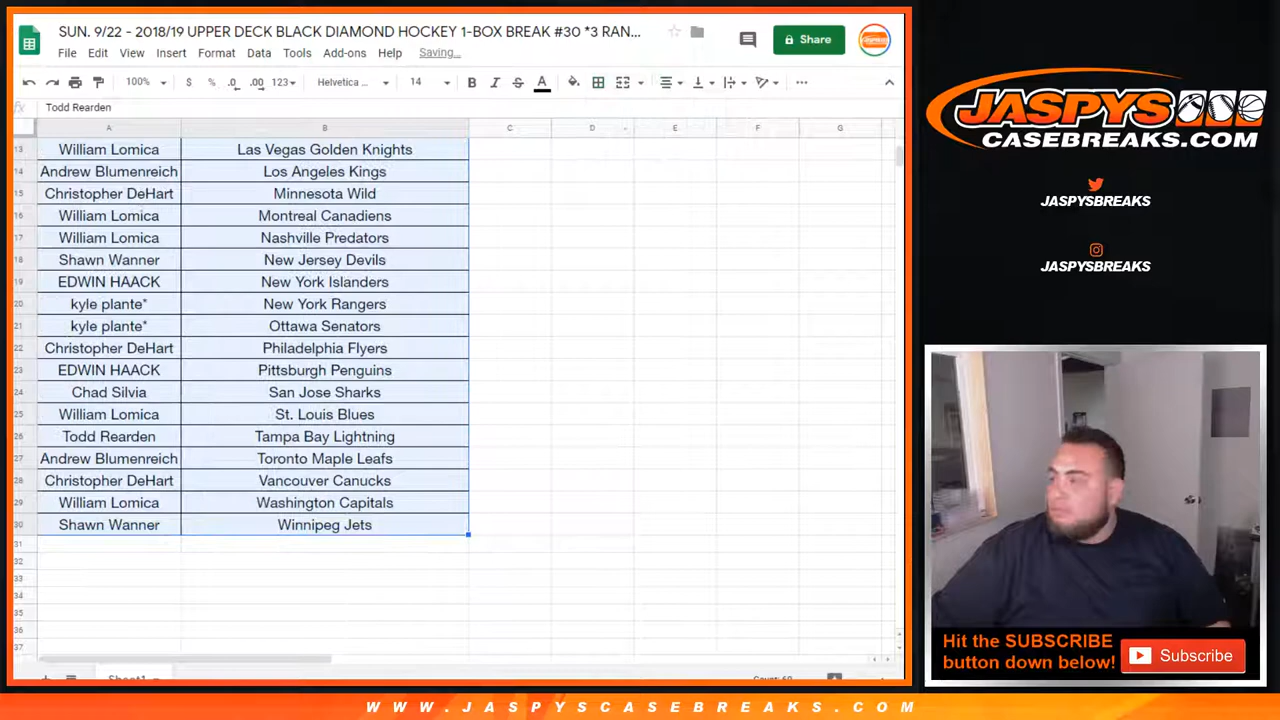 SUN. 9/22 - 2018/19 UPPER DECK BLACK DIAMOND HOCKEY 1-BOX BREAK #30 *3 RAN...
File Edit View Insert Format Data Tools Add-ons Help Saving...
Share
100% $ % .0 .00 123 Helvetica ... 14 B I S A
fx Todd Rearden
A B C D E F G
13 William Lomica Las Vegas Golden Knights
14 Andrew Blumenreich Los Angeles Kings
15 Christopher DeHart Minnesota Wild
16 William Lomica Montreal Canadiens
17 William Lomica Nashville Predators
18 Shawn Wanner New Jersey Devils
19 EDWIN HAACK New York Islanders
20 kyle plante* New York Rangers
21 kyle plante* Ottawa Senators
22 Christopher DeHart Philadelphia Flyers
23 EDWIN HAACK Pittsburgh Penguins
24 Chad Silvia San Jose Sharks
25 William Lomica St. Louis Blues
26 Todd Rearden Tampa Bay Lightning
27 Andrew Blumenreich Toronto Maple Leafs
28 Christopher DeHart Vancouver Canucks
29 William Lomica Washington Capitals
30 Shawn Wanner Winnipeg Jets
31
32
33
34
35
36
37
Sheet1
Count: 60
JASPYS
CASEBREAKS.COM
JASPYSBREAKS
JASPYSBREAKS
Hit the SUBSCRIBE
button down below!
Subscribe
WWW.JASPYSCASEBREAKS.COM